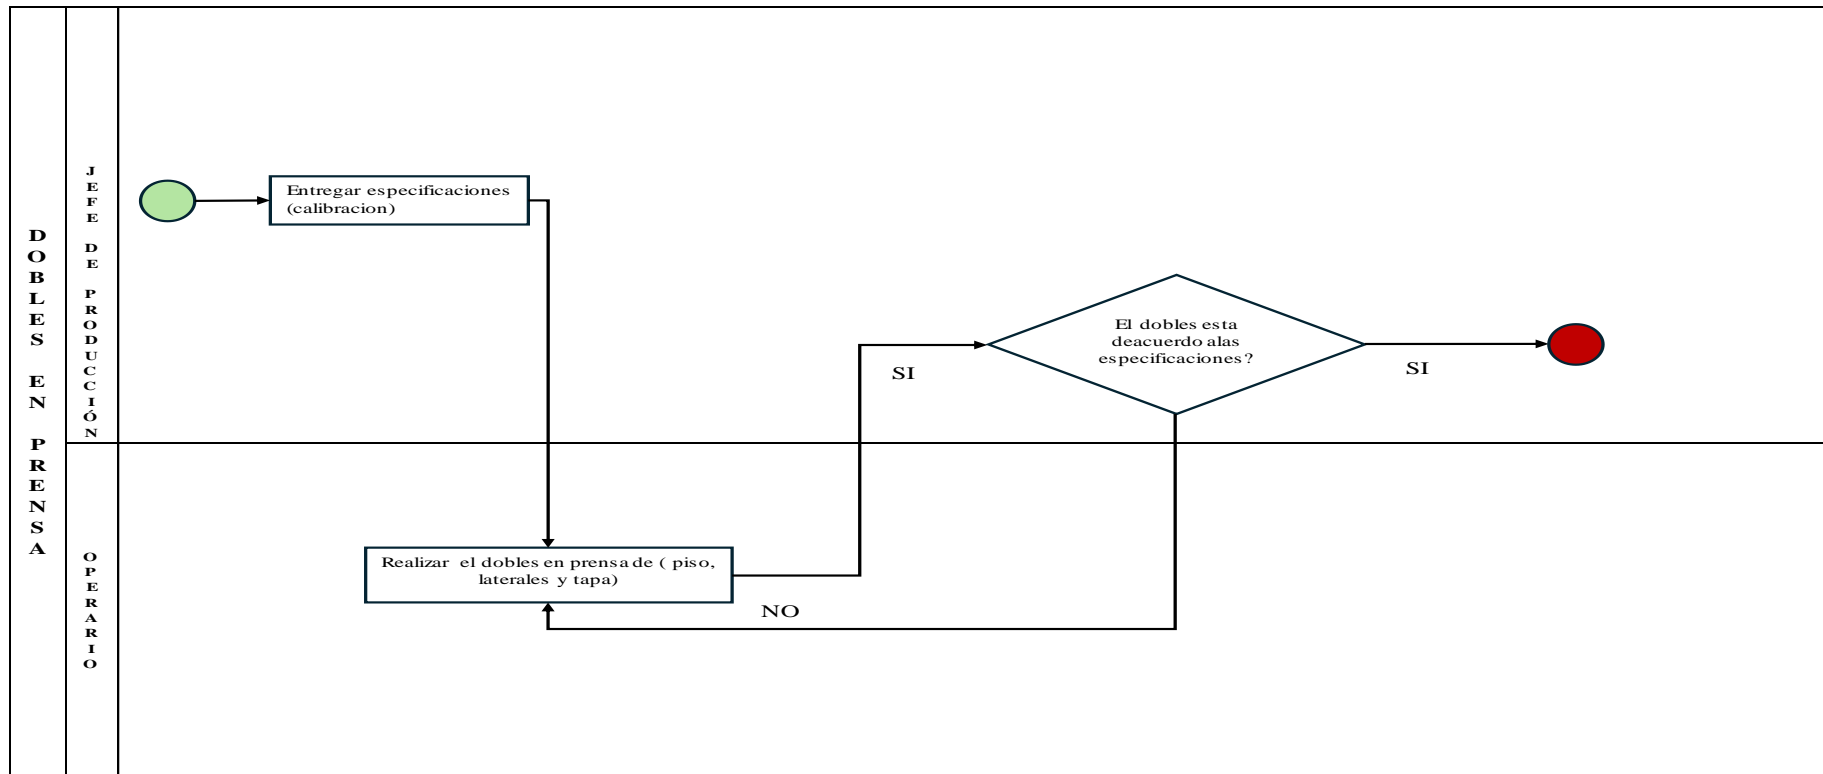 DOBLES EN PRENSA
JEFE DE PRODUCCIÓN
Entregar especificaciones
(calibracion)
El dobles esta
deacuerdo alas
especificaciones?
SI
SI
OPERARIO
Realizar el dobles en prensa de ( piso,
laterales y tapa)
NO